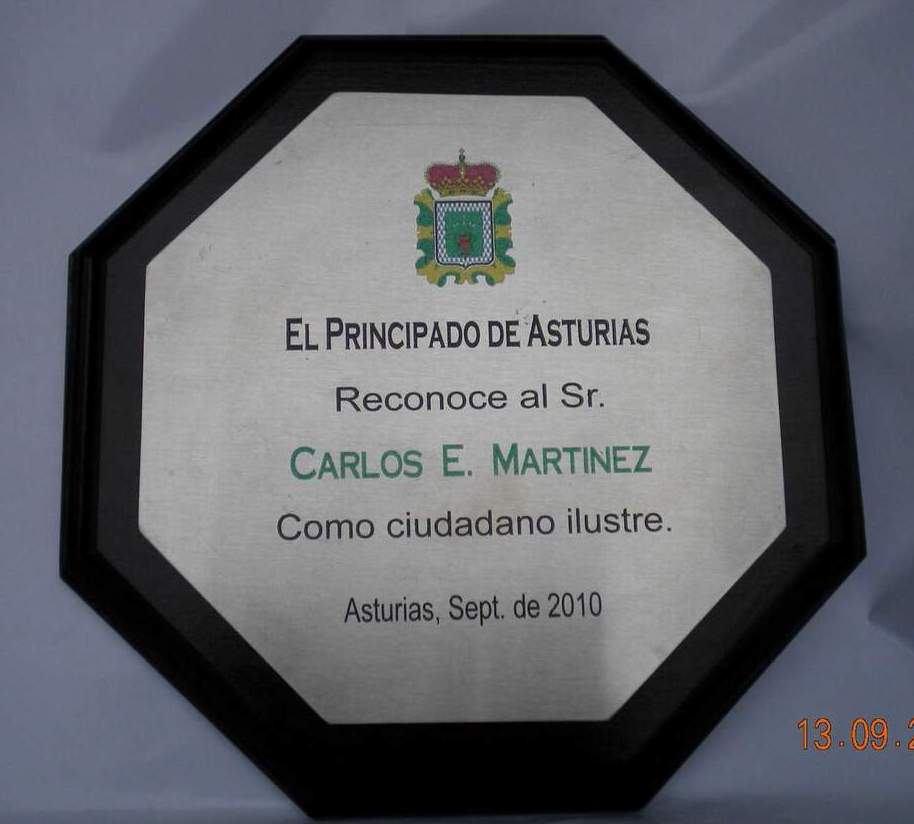 EL PRINCIPADO DE ASTURIAS
Reconoce al Sr.
CARLOS E. MARTINEZ
Como ciudadano ilustre.
Asturias, Sept. de 2010
13.09.2